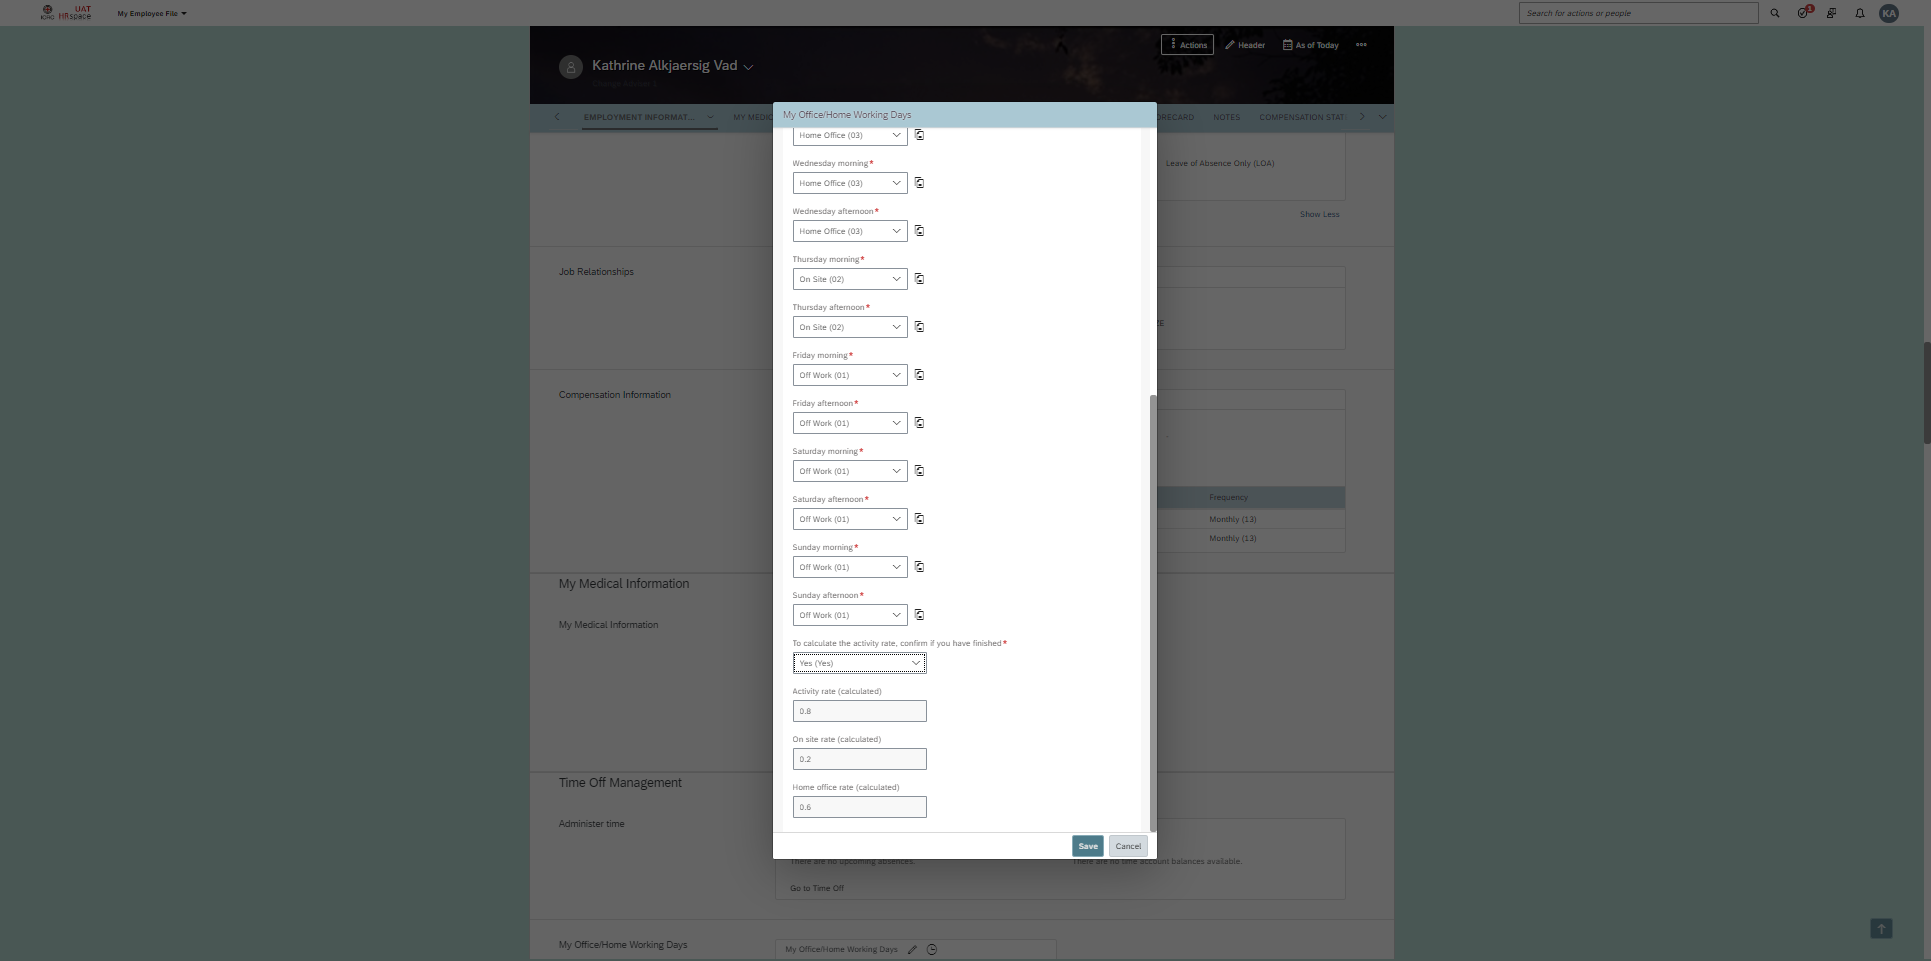 UAT
ICRC HRspace
My Employee File
Search for actions or people
1
KA
Actions
Header
As of Today
Kathrine Alkjaersig Vad
EMPLOYMENT INFORMAT...
MY MEDIC
ORECARD
NOTES
COMPENSATION STAT
Leave of Absence Only (LOA)
Show Less
Job Relationships
Compensation Information
Frequency
Monthly (13)
Monthly (13)
My Medical Information
My Medical Information
Time Off Management
Administer time
There are no upcoming absences.
There are no time account balances available.
Go to Time Off
My Office/Home Working Days
My Office/Home Working Days
My Office/Home Working Days
Home Office (03)
Wednesday morning*
Home Office (03)
Wednesday afternoon*
Home Office (03)
Thursday morning*
On Site (02)
Thursday afternoon*
On Site (02)
Friday morning*
Off Work (01)
Friday afternoon*
Off Work (01)
Saturday morning*
Off Work (01)
Saturday afternoon*
Off Work (01)
Sunday morning*
Off Work (01)
Sunday afternoon*
Off Work (01)
To calculate the activity rate, confirm if you have finished*
Yes (Yes)
Activity rate (calculated)
0.8
On site rate (calculated)
0.2
Home office rate (calculated)
0.6
Save
Cancel